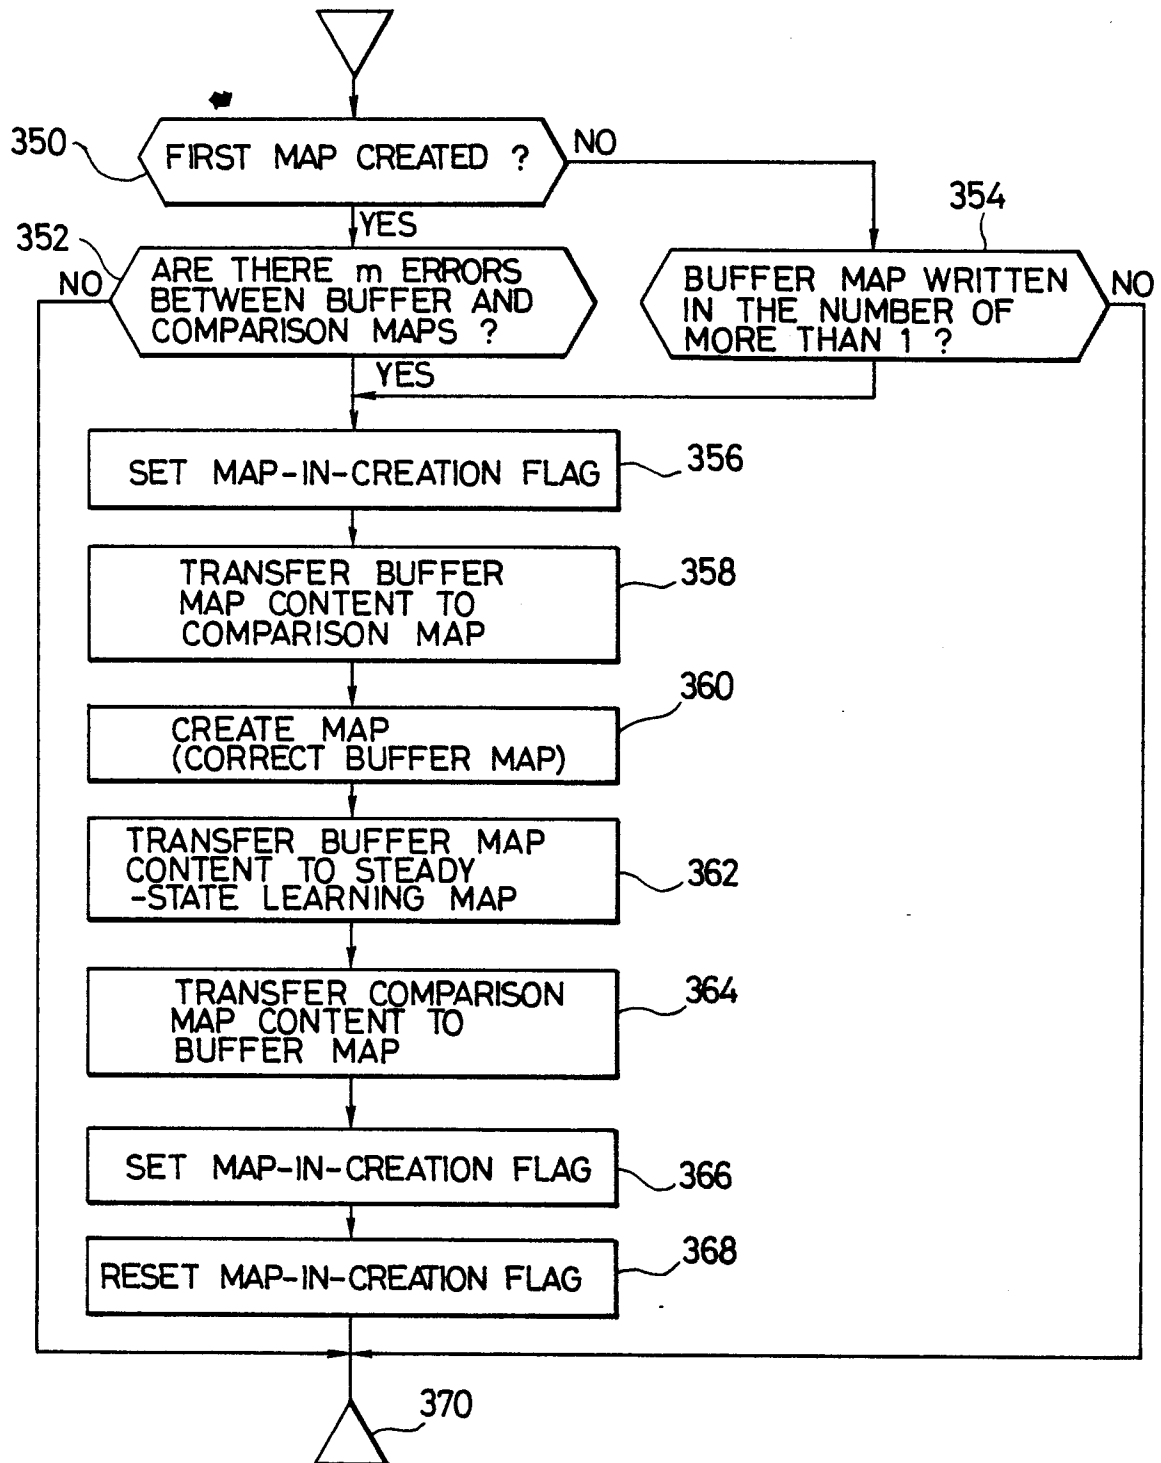 350
FIRST MAP CREATED ?
NO
YES
354
352
NO
ARE THERE m ERRORS
BETWEEN BUFFER AND
COMPARISON MAPS ?
BUFFER MAP WRITTEN
IN THE NUMBER OF
MORE THAN 1 ?
NO
YES
SET MAP-IN-CREATION FLAG
356
TRANSFER BUFFER
MAP CONTENT TO
COMPARISON MAP
358
CREATE MAP
(CORRECT BUFFER MAP)
360
TRANSFER BUFFER MAP
CONTENT TO STEADY
-STATE LEARNING MAP
362
TRANSFER COMPARISON
MAP CONTENT TO
BUFFER MAP
364
SET MAP-IN-CREATION FLAG
366
RESET MAP-IN-CREATION FLAG
368
370